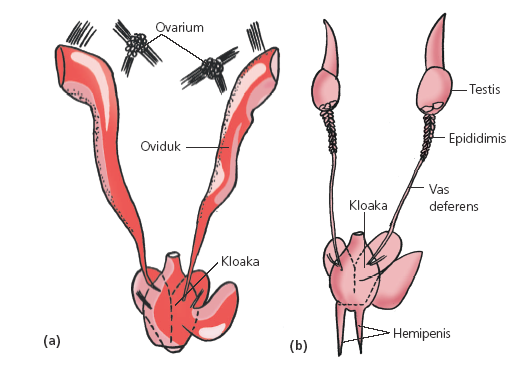 Ovarium
Oviduk
Kloaka
(a)
Testis
Epididimis
Vas
deferens
Kloaka
Hemipenis
(b)